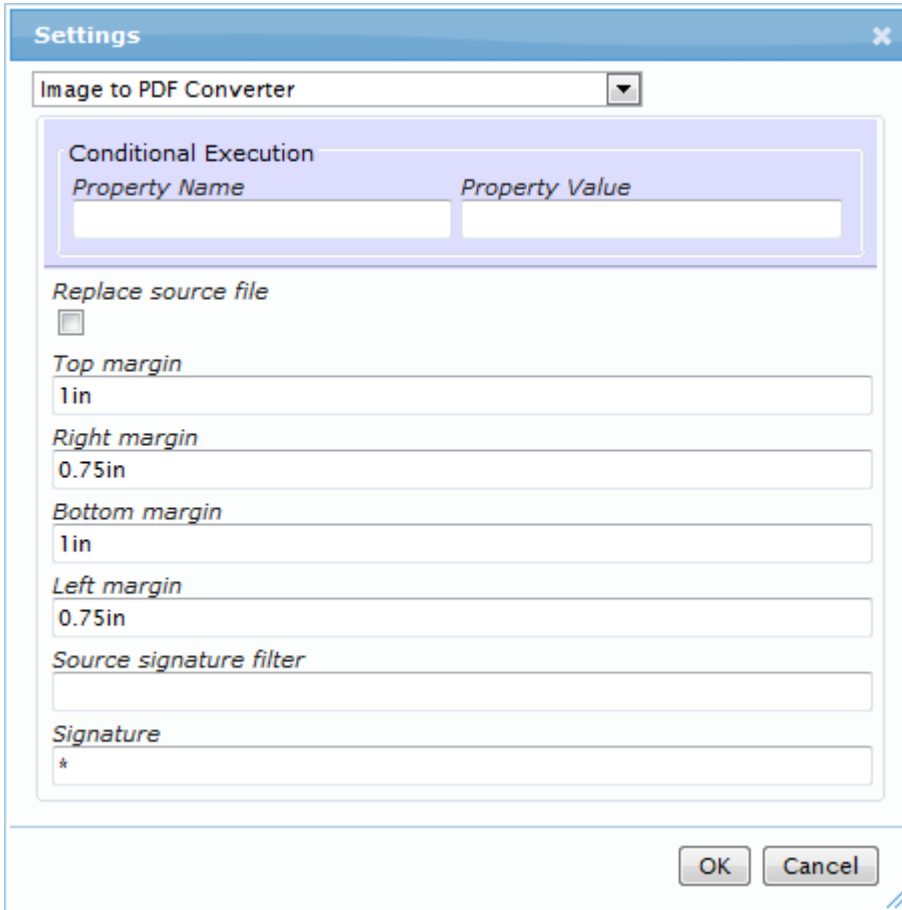 Settings
Image to PDF Converter
Conditional Execution
Property Name Property Value
Replace source file
Top margin
1in
Right margin
0.75in
Bottom margin
1in
Left margin
0.75in
Source signature filter
Signature
*
OK Cancel